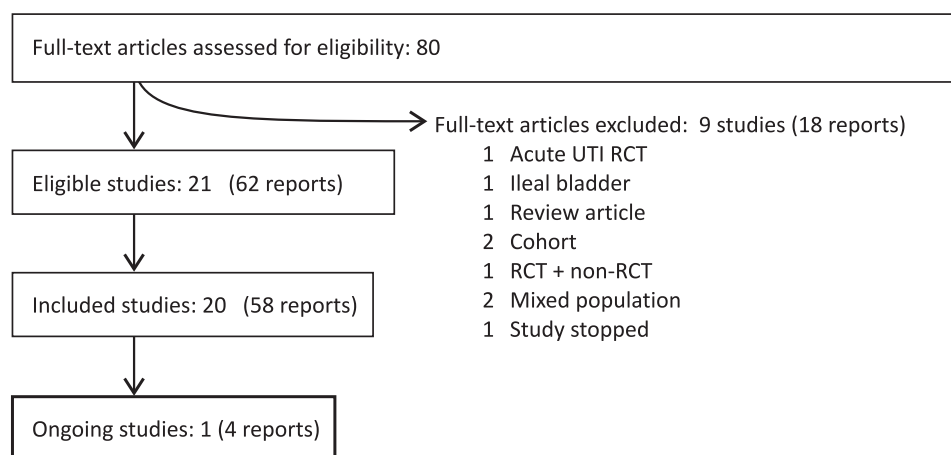 Full-text articles assessed for eligibility: 80
Full-text articles excluded: 9 studies (18 reports)
1 Acute UTI RCT
1 Ileal bladder
1 Review article
2 Cohort
1 RCT + non-RCT
2 Mixed population
1 Study stopped
Eligible studies: 21 (62 reports)
Included studies: 20 (58 reports)
Ongoing studies: 1 (4 reports)